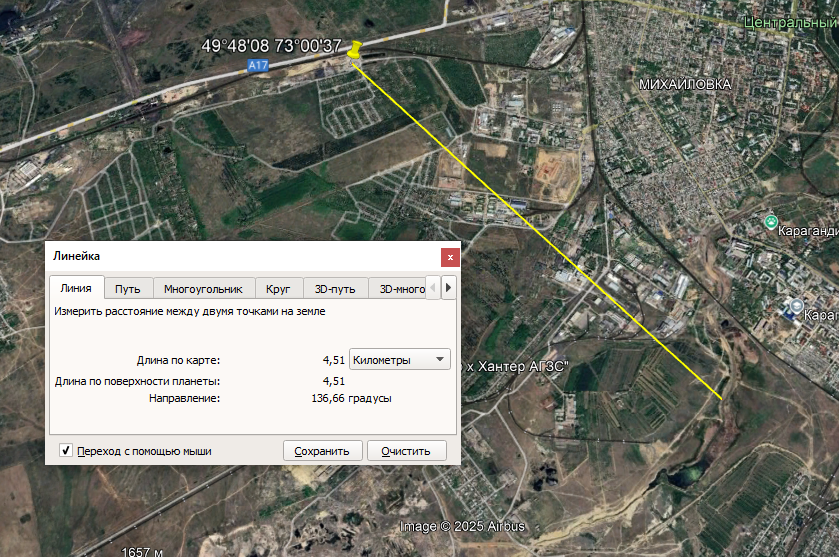 Центральный
49°48'08 73°00'37
А17
МИХАЙЛОВКА
Караганди
Линейка
Линия Путь Многоугольник Круг 3D-путь 3D-много
Измерить расстояние между двумя точками на земле
Длина по карте: 4,51 Километры
Длина по поверхности планеты: 4,51
Направление: 136,66 градусы
Переход с помощью мыши Сохранить Очистить
Карага
х Хантер АГЗС"
Image © 2025 Airbus
1657 м